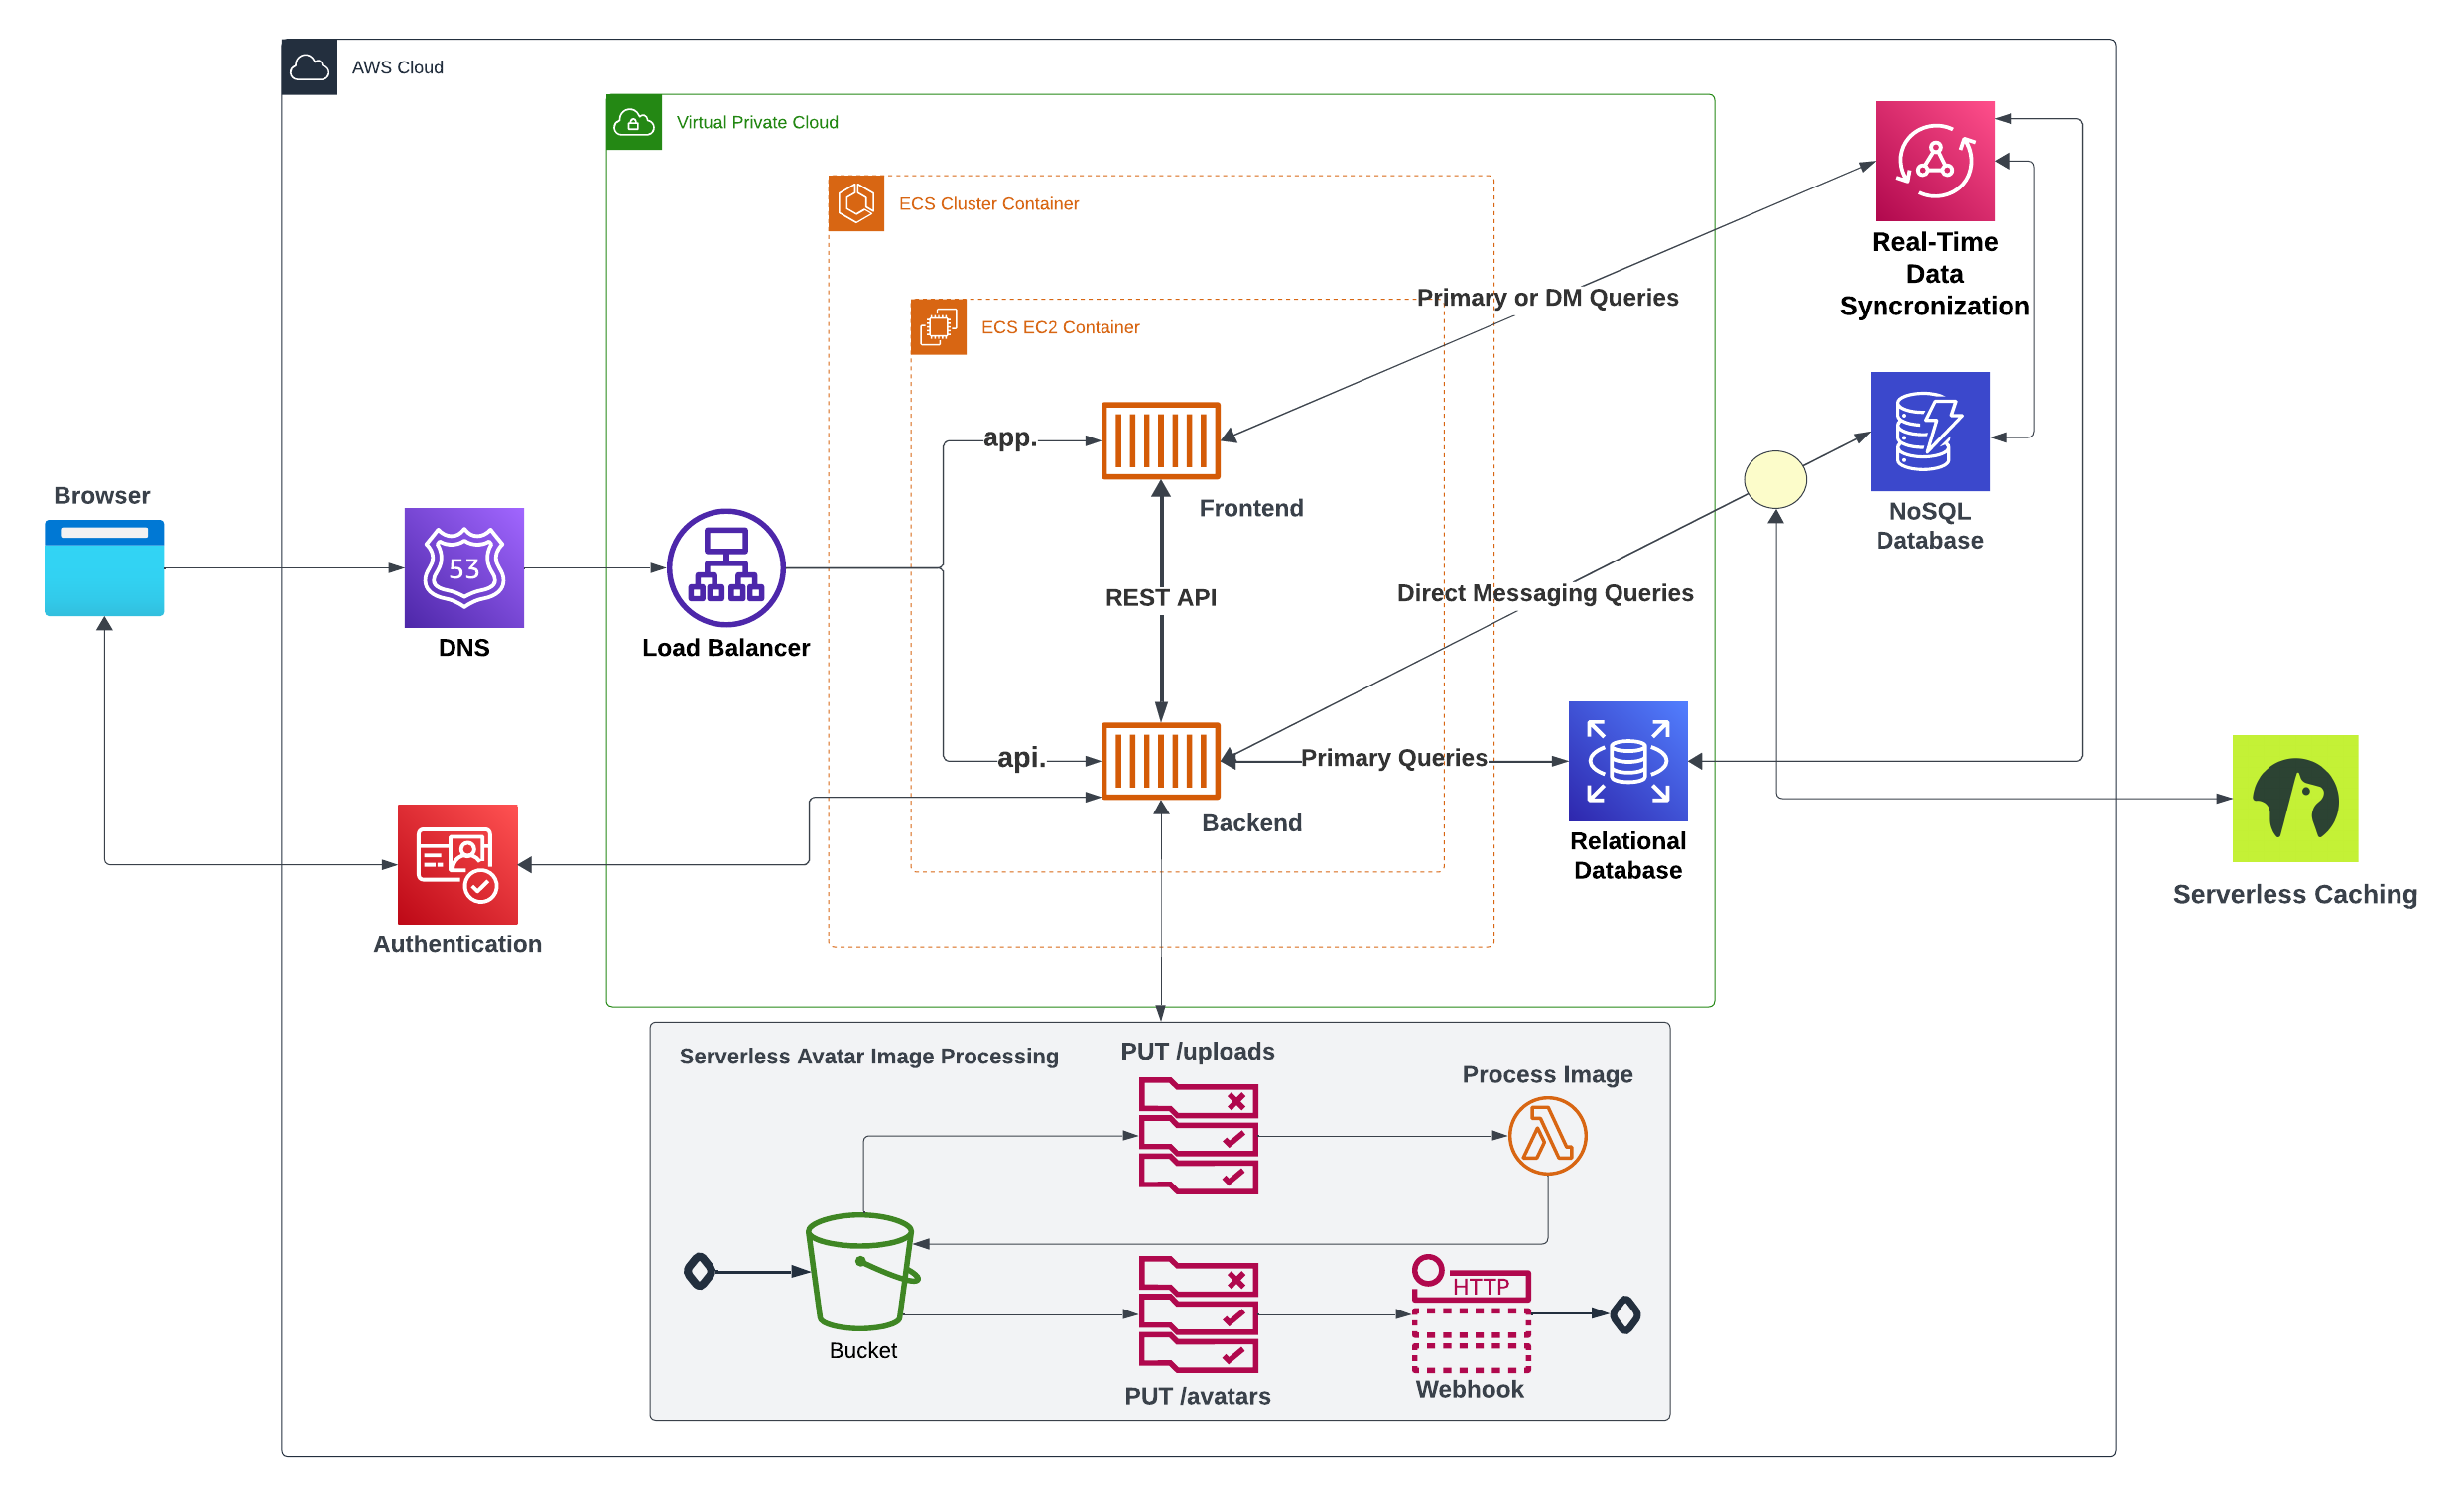 AWS Cloud
Virtual Private Cloud
ECS Cluster Container
ECS EC2 Container
Primary or DM Queries
Real-Time
Data
Syncronization
app.
Frontend
Browser
53
DNS
Load Balancer
REST API
Direct Messaging Queries
NoSQL
Database
api.
Primary Queries
Backend
Relational
Database
Serverless Caching
Authentication
Serverless Avatar Image Processing
PUT /uploads
Process Image
Bucket
HTTP
PUT /avatars
Webhook